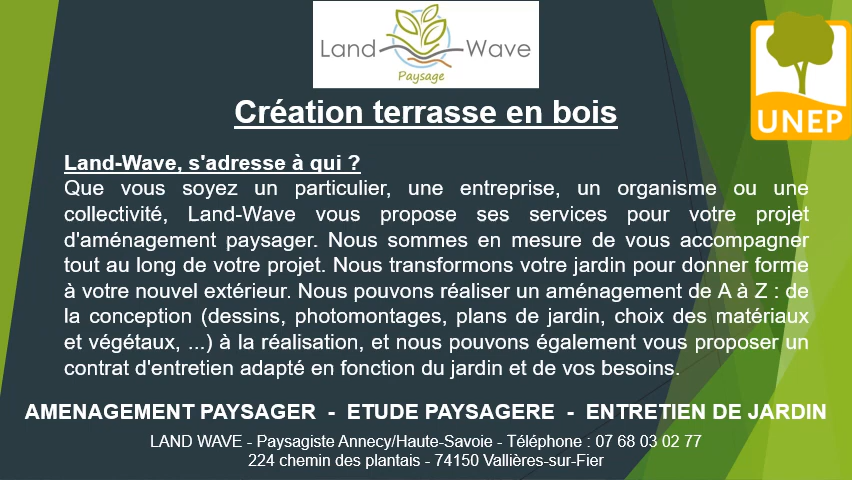 Land Wave
Paysage
UNEP
Création terrasse en bois
Land-Wave, s'adresse à qui ?
Que vous soyez un particulier, une entreprise, un organisme ou une
collectivité, Land-Wave vous propose ses services pour votre projet
d'aménagement paysager. Nous sommes en mesure de vous accompagner
tout au long de votre projet. Nous transformons votre jardin pour donner forme
à votre nouvel extérieur. Nous pouvons réaliser un aménagement de A à Z : de
la conception (dessins, photomontages, plans de jardin, choix des matériaux
et végétaux, ...) à la réalisation, et nous pouvons également vous proposer un
contrat d'entretien adapté en fonction du jardin et de vos besoins.
AMENAGEMENT PAYSAGER - ETUDE PAYSAGERE - ENTRETIEN DE JARDIN
LAND WAVE - Paysagiste Annecy/Haute-Savoie - Téléphone : 07 68 03 02 77
224 chemin des plantais - 74150 Vallières-sur-Fier